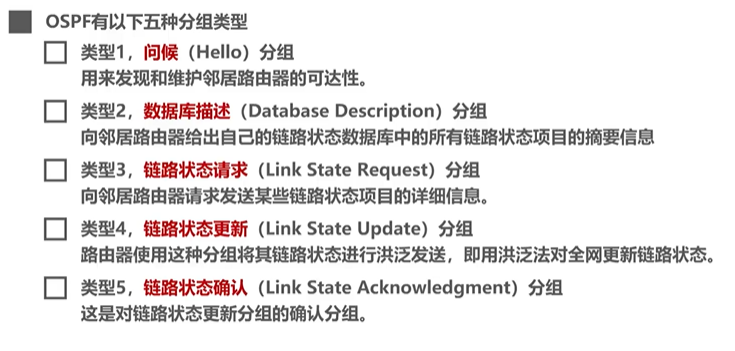 OSPF有以下五种分组类型
类型1，问候（Hello）分组
用来发现和维护邻居路由器的可达性。
类型2，数据库描述（Database Description）分组
向邻居路由器给出自己的链路状态数据库中的所有链路状态项目的摘要信息
类型3，链路状态请求（Link State Request）分组
向邻居路由器请求发送某些链路状态项目的详细信息。
类型4，链路状态更新（Link State Update）分组
路由器使用这种分组将其链路状态进行洪泛发送，即用洪泛法对全网更新链路状态。
类型5，链路状态确认（Link State Acknowledgment）分组
这是对链路状态更新分组的确认分组。